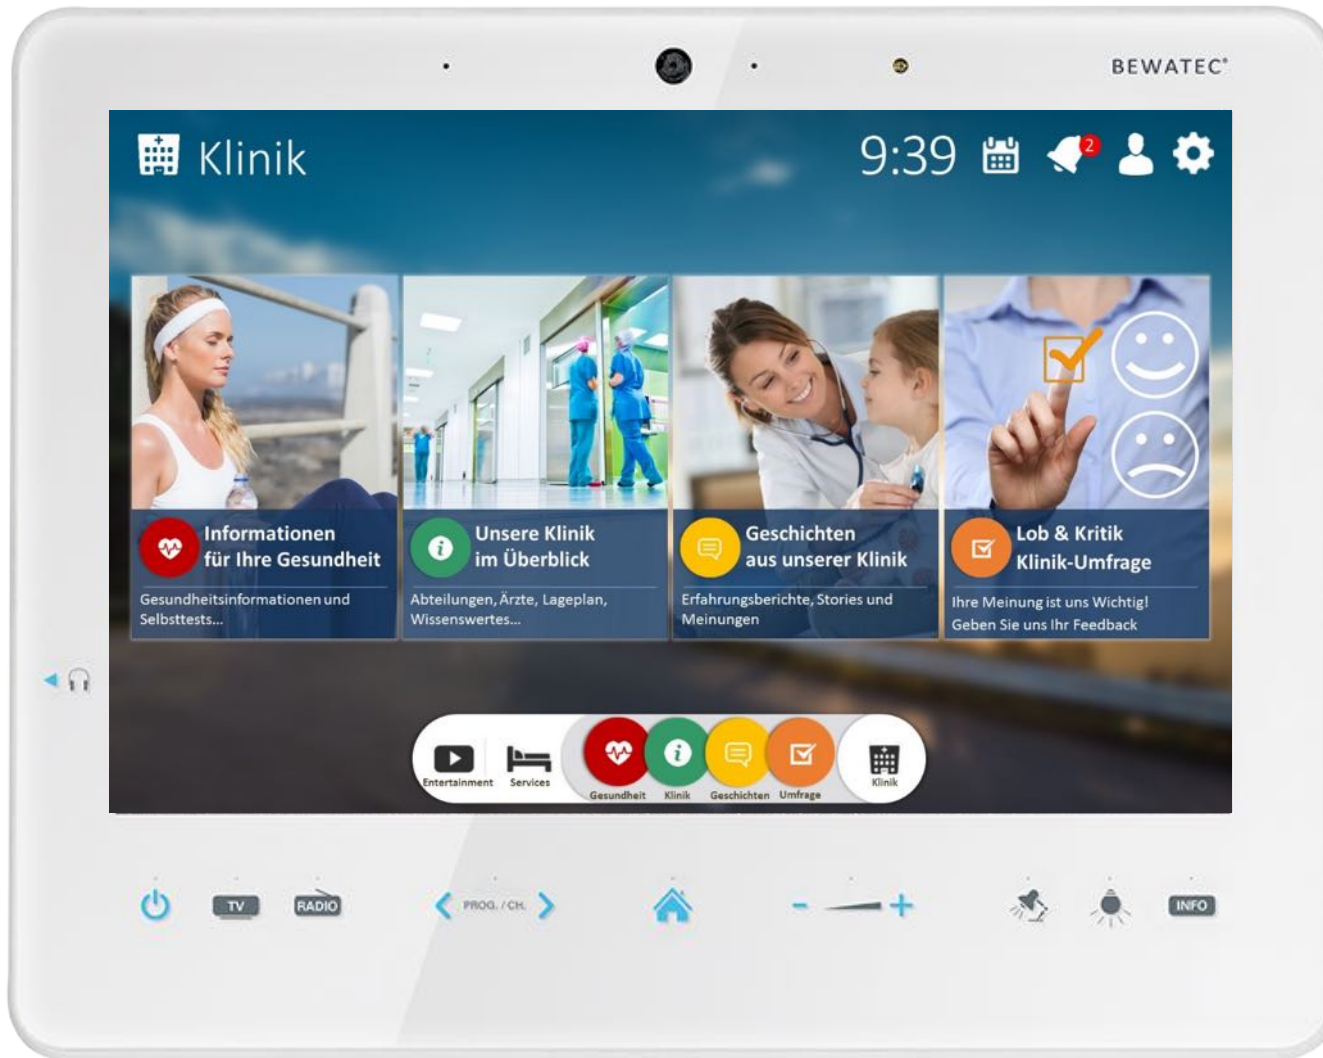 BEWATEC®
Klinik
9:39
2
Informationen
für Ihre Gesundheit
Gesundheitsinformationen und
Selbsttests...
Unsere Klinik
im Überblick
Abteilungen, Ärzte, Lageplan,
Wissenswertes...
Geschichten
aus unserer Klinik
Erfahrungsberichte, Stories und
Meinungen
Lob & Kritik
Klinik-Umfrage
Ihre Meinung ist uns Wichtig!
Geben Sie uns Ihr Feedback
Entertainment
Services
Gesundheit
Klinik
Geschichten
Umfrage
Klinik
TV
RADIO
PROG. / CH.
INFO